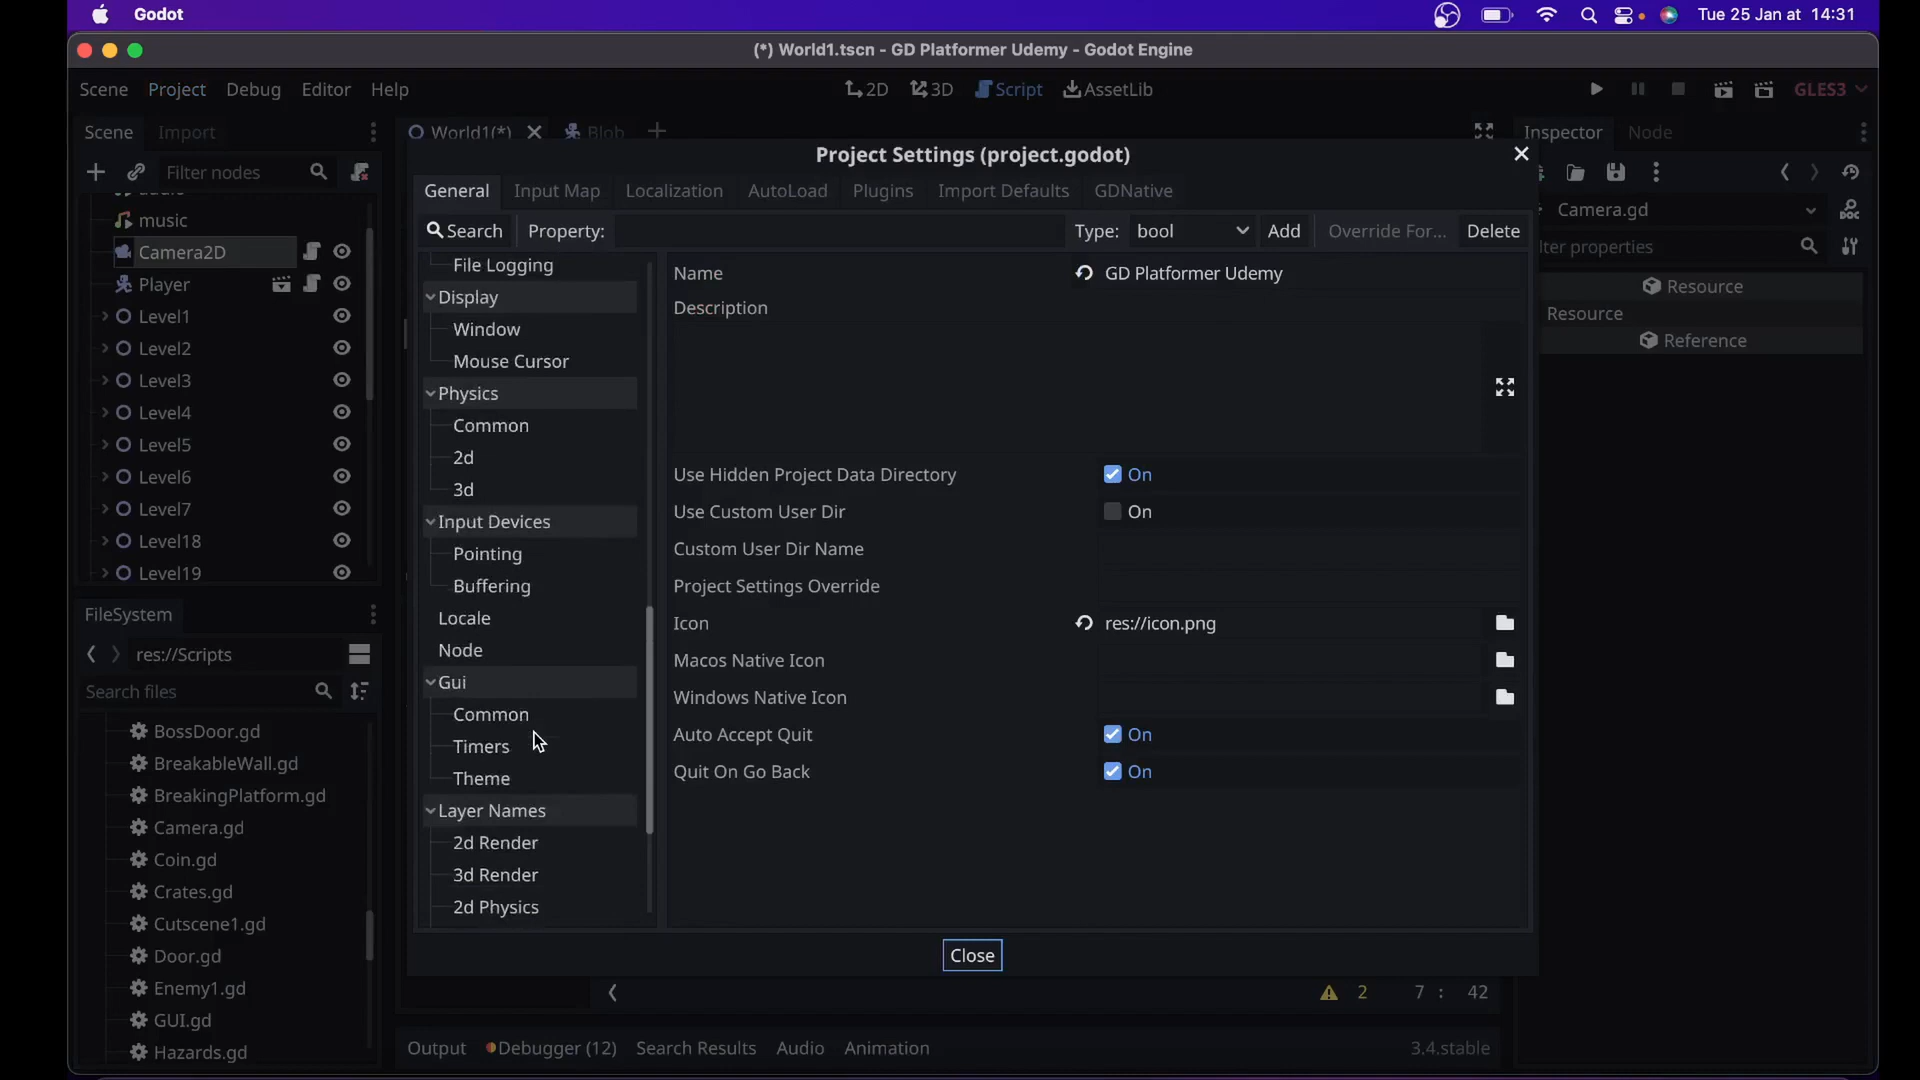 Godot
Tue 25 Jan at 14:31
(*) World1.tscn - GD Platformer Udemy - Godot Engine
Scene Project Debug Editor Help
2D 3D Script AssetLib
GLES3
Scene Import
World1(*) Blob
Inspector Node
Filter nodes
music
Camera2D
Player
Level1
Level2
Level3
Level4
Level5
Level6
Level7
Level18
Level19
FileSystem
res://Scripts
Search files
BossDoor.gd
BreakableWall.gd
BreakingPlatform.gd
Camera.gd
Coin.gd
Crates.gd
Cutscene1.gd
Door.gd
Enemy1.gd
GUI.gd
Hazards.gd
Project Settings (project.godot)
General Input Map Localization AutoLoad Plugins Import Defaults GDNative
Search Property: Type: bool Add Override For... Delete
File Logging
Display
Window
Mouse Cursor
Physics
Common
2d
3d
Input Devices
Pointing
Buffering
Locale
Node
Gui
Common
Timers
Theme
Layer Names
2d Render
3d Render
2d Physics
Name GD Platformer Udemy
Description
Use Hidden Project Data Directory On
Use Custom User Dir On
Custom User Dir Name
Project Settings Override
Icon res://icon.png
Macos Native Icon
Windows Native Icon
Auto Accept Quit On
Quit On Go Back On
Close
2 7 : 42
Output Debugger (12) Search Results Audio Animation 3.4.stable
Camera.gd
lter properties
Resource
Resource
Reference